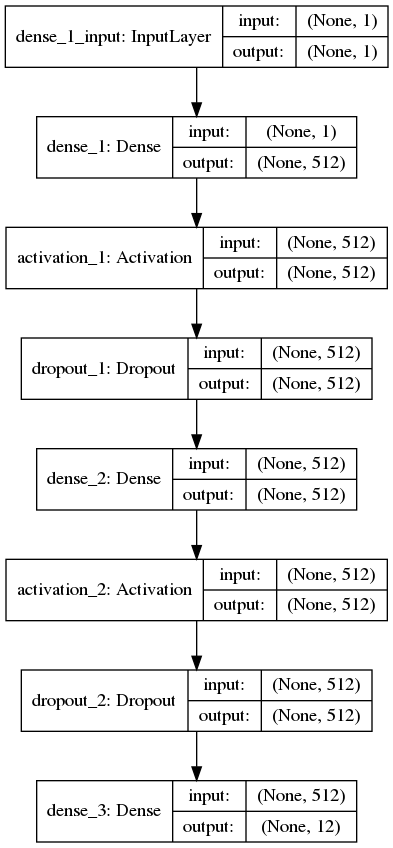 dense_1_input: InputLayer
input: (None, 1)
output: (None, 1)
dense_1: Dense
input: (None, 1)
output: (None, 512)
activation_1: Activation
input: (None, 512)
output: (None, 512)
dropout_1: Dropout
input: (None, 512)
output: (None, 512)
dense_2: Dense
input: (None, 512)
output: (None, 512)
activation_2: Activation
input: (None, 512)
output: (None, 512)
dropout_2: Dropout
input: (None, 512)
output: (None, 512)
dense_3: Dense
input: (None, 512)
output: (None, 12)